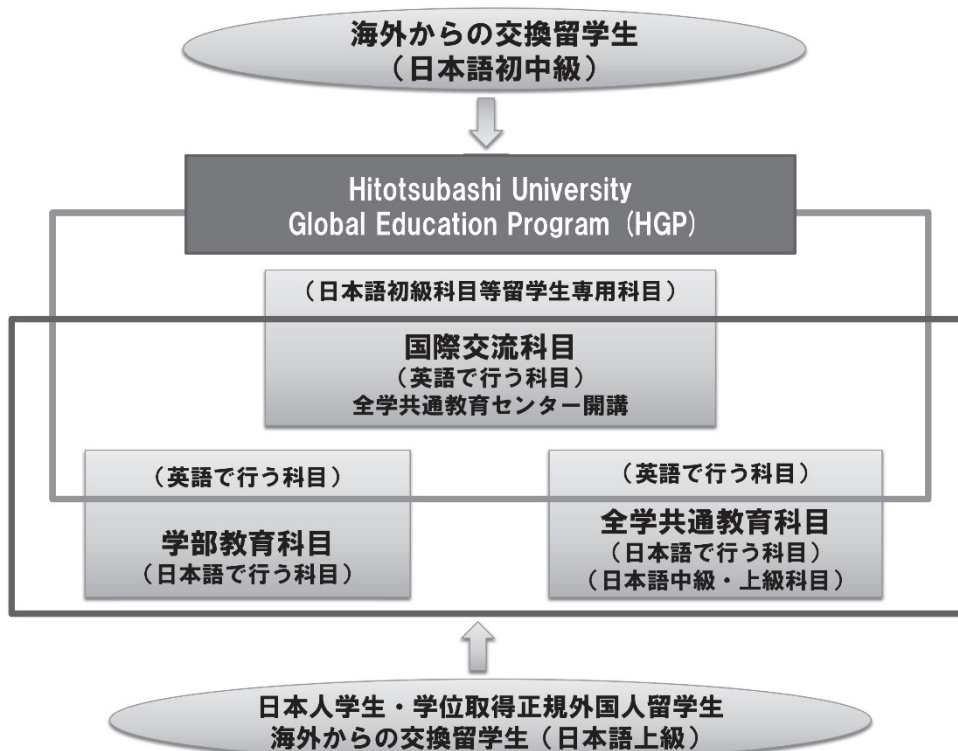 海外からの交換留学生
（日本語初中級）
Hitotsubashi University
Global Education Program (HGP)
（日本語初級科目等留学生専用科目）
国際交流科目
（英語で行う科目）
全学共通教育センター開講
（英語で行う科目）
学部教育科目
（日本語で行う科目）
（英語で行う科目）
全学共通教育科目
（日本語で行う科目）
（日本語中級・上級科目）
日本人学生・学位取得正規外国人留学生
海外からの交換留学生（日本語上級）